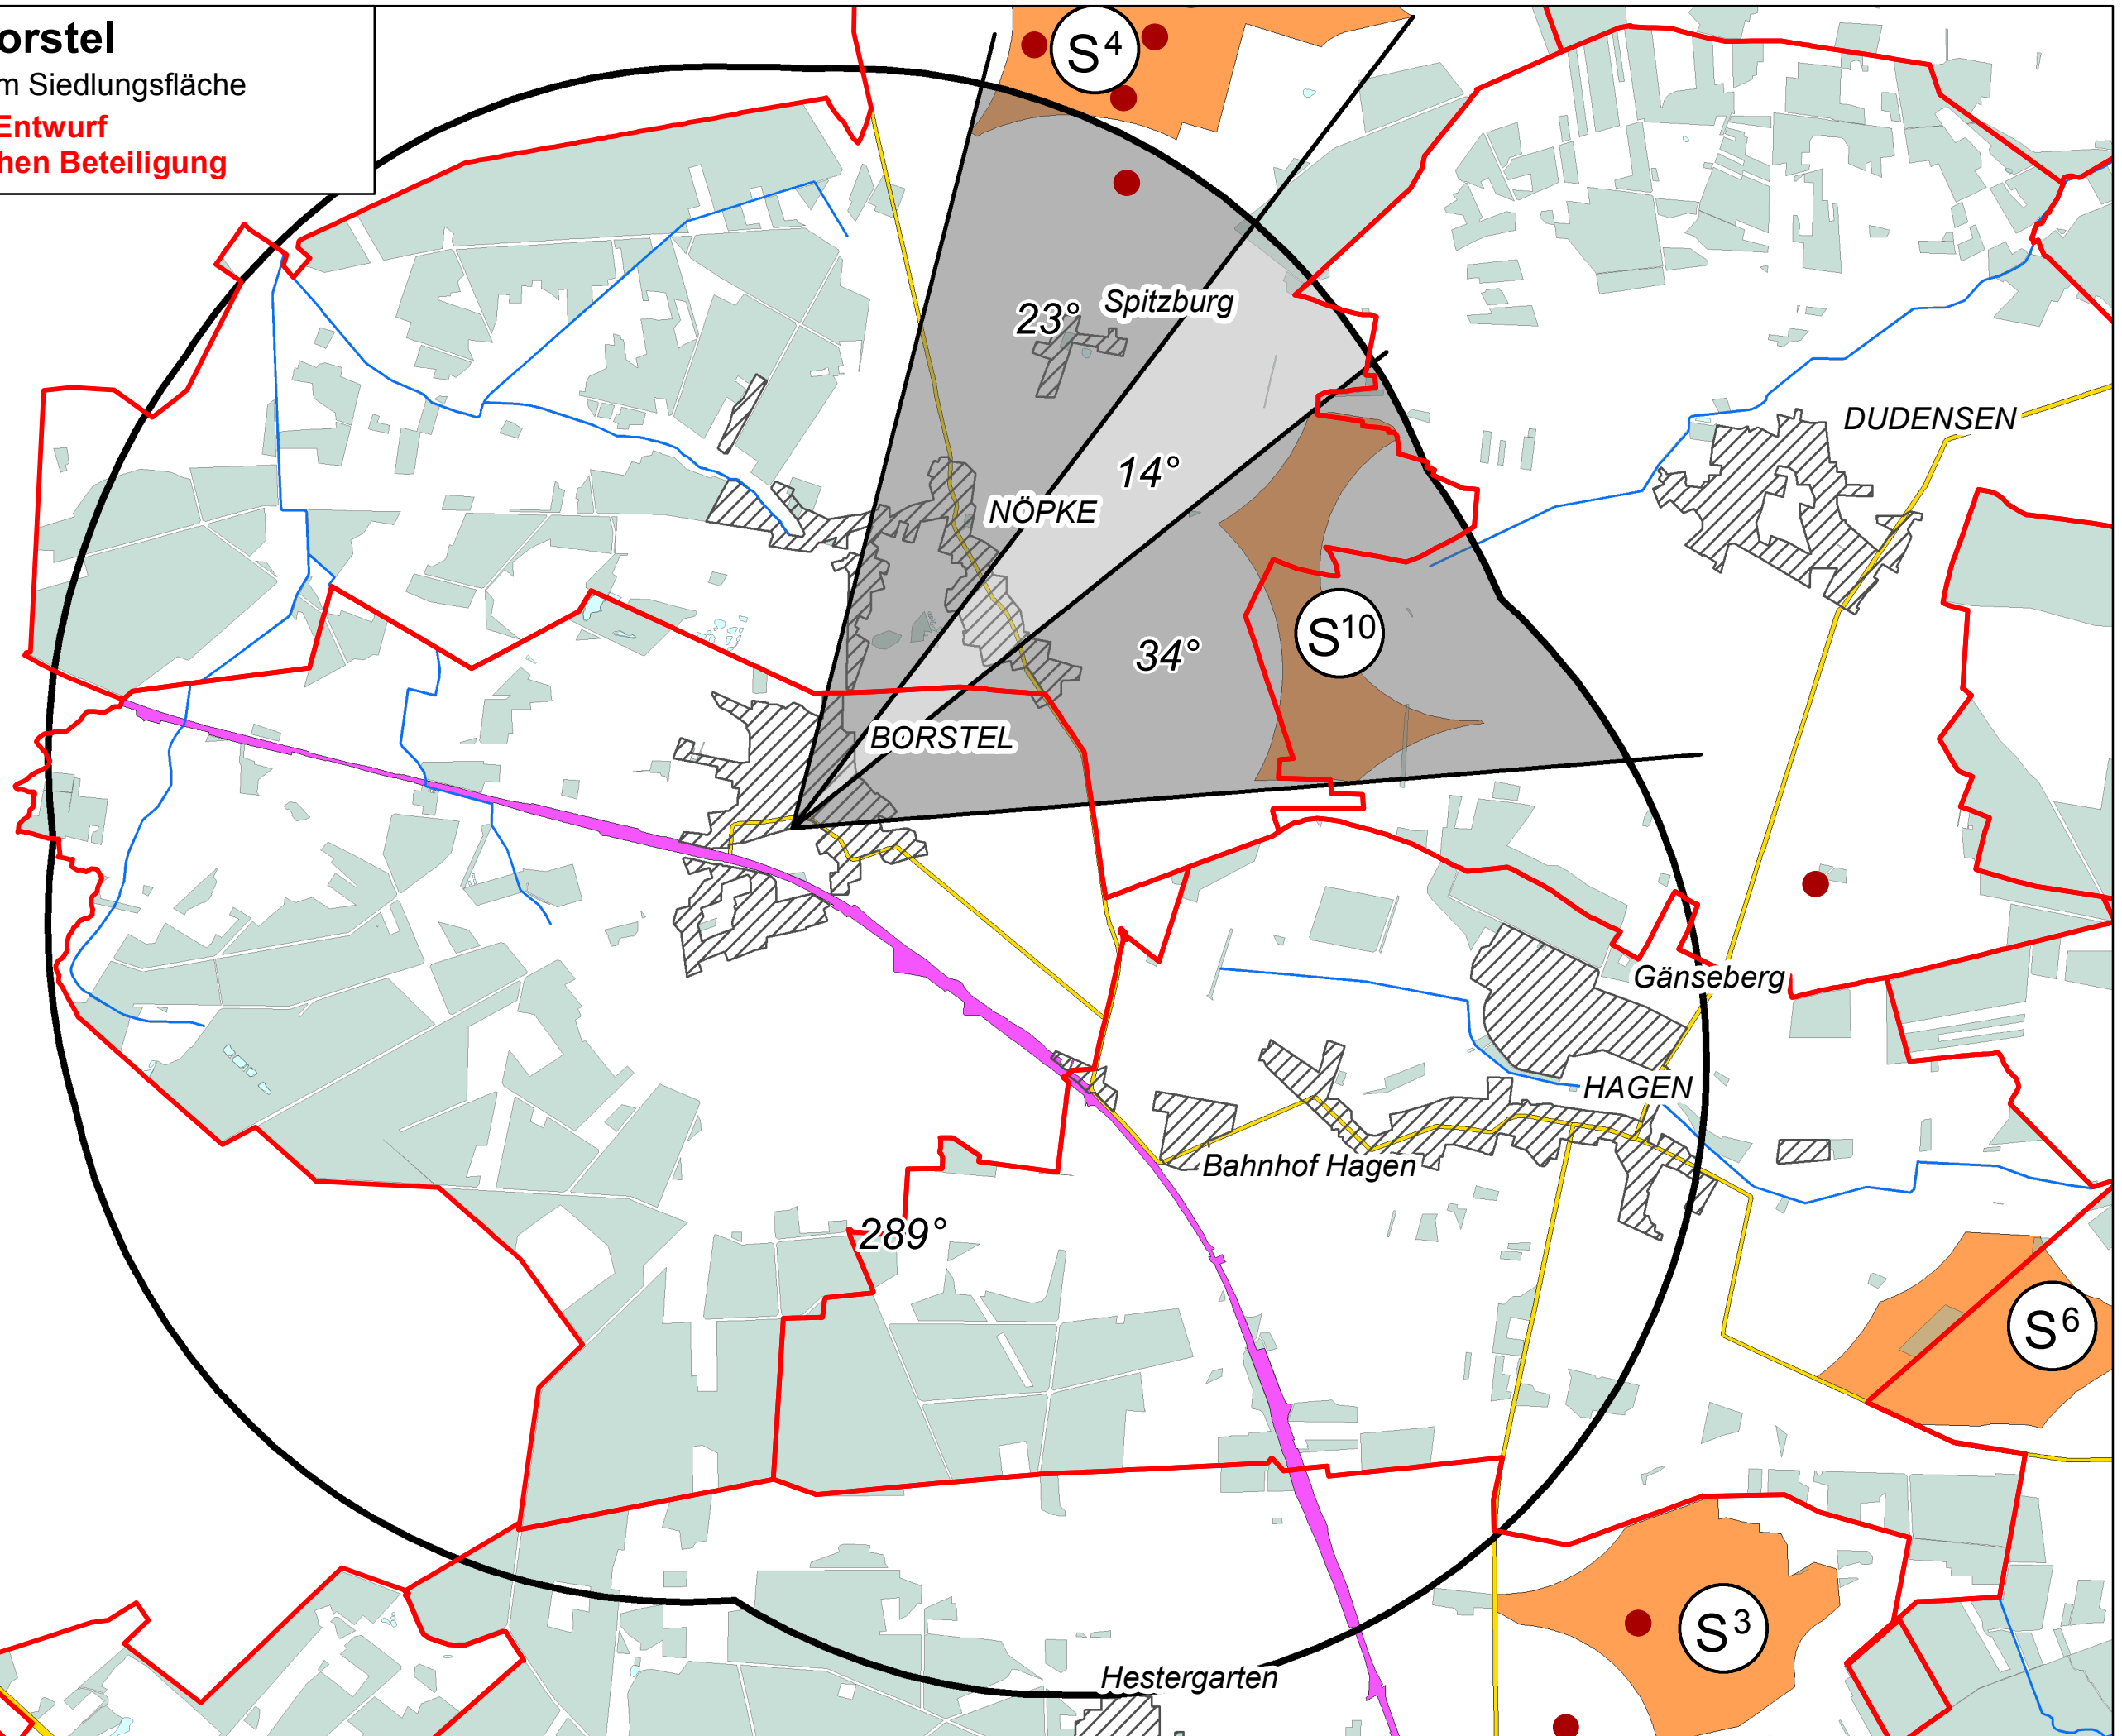 orstel
m Siedlungsfläche
Entwurf
hen Beteiligung
S4
23°
Spitzburg
DUDENSEN
14°
NÖPKE
S10
34°
BORSTEL
Gänseberg
HAGEN
Bahnhof Hagen
289°
S6
S3
Hestergarten